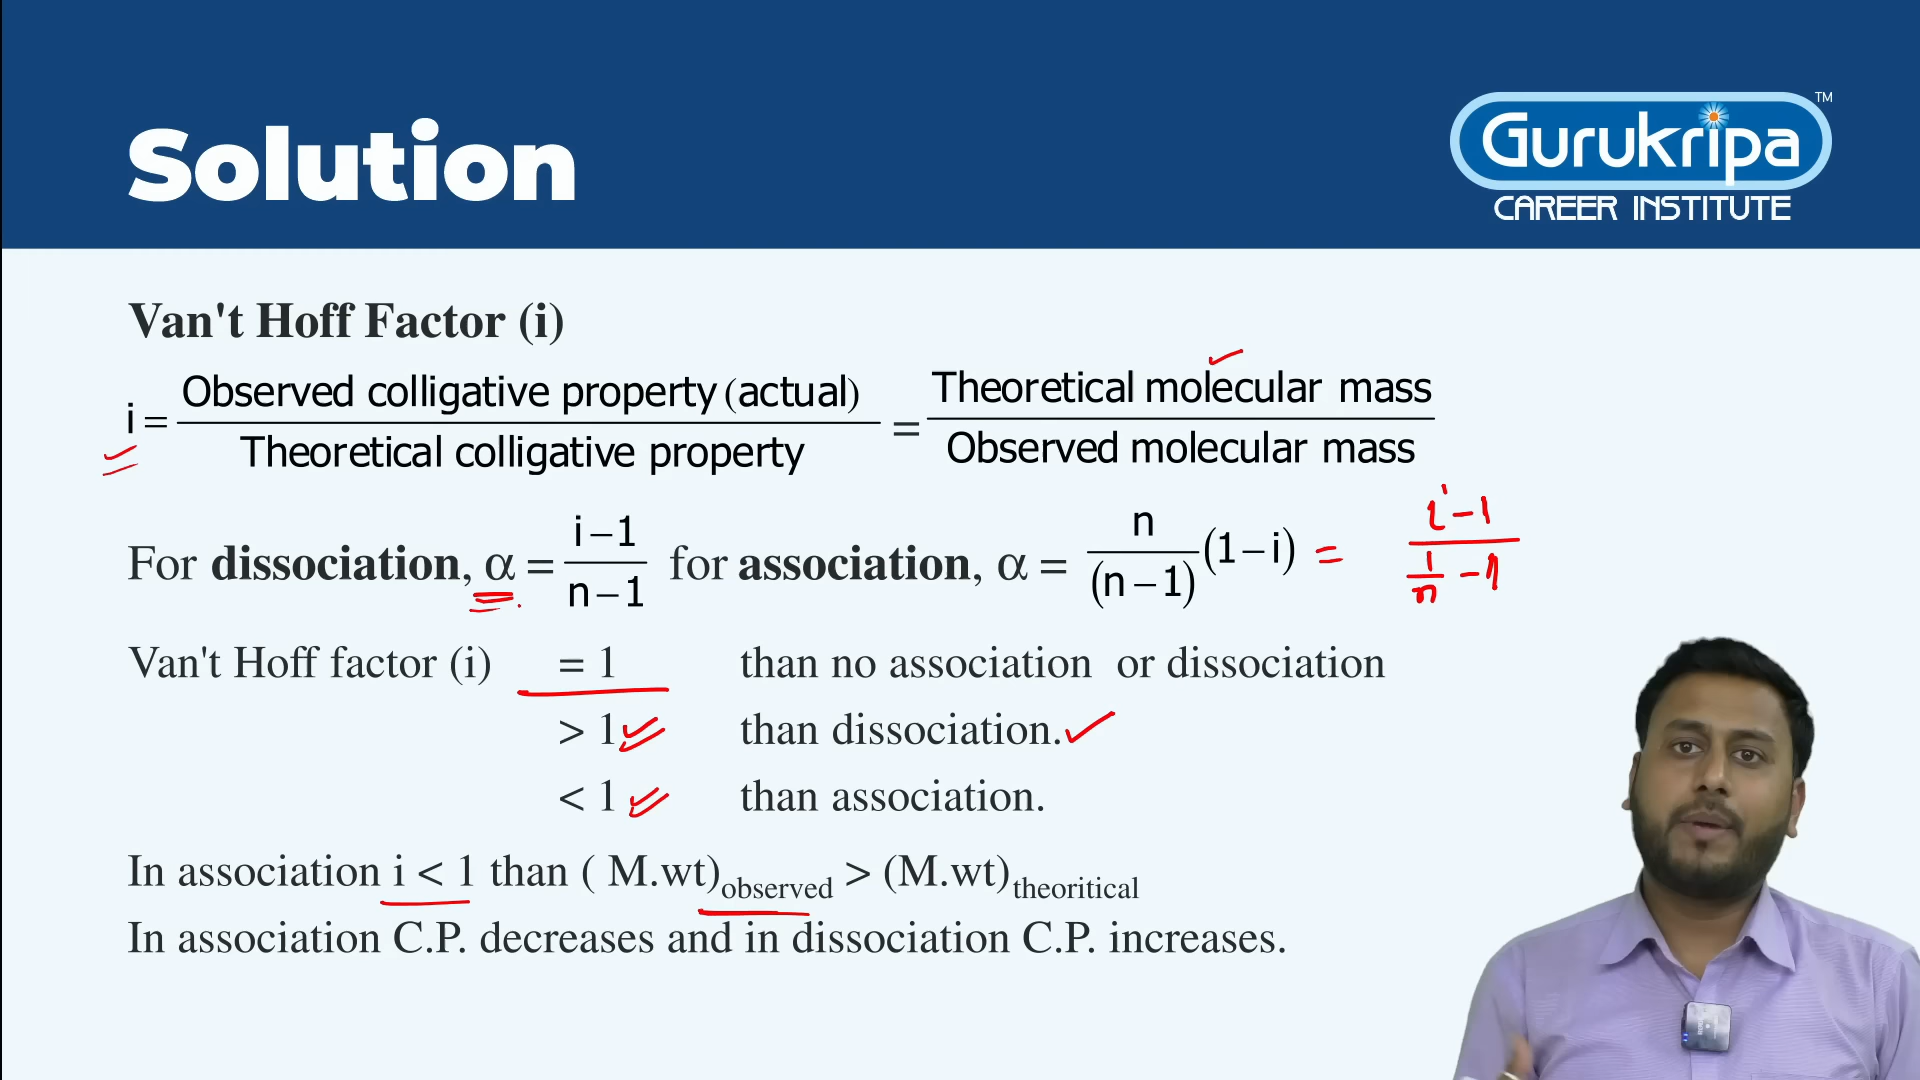 Solution
Gurukripa TM
CAREER INSTITUTE
Van't Hoff Factor (i)
i = Observed colligative property (actual) / Theoretical colligative property = Theoretical molecular mass / Observed molecular mass
For dissociation, α = i – 1 / n – 1 for association, α = n / (n – 1) (1 – i) = i - 1 / 1/n - 1
Van't Hoff factor (i) = 1 than no association or dissociation
> 1 than dissociation.
< 1 than association.
In association i < 1 than ( M.wt)observed > (M.wt)theoritical
In association C.P. decreases and in dissociation C.P. increases.